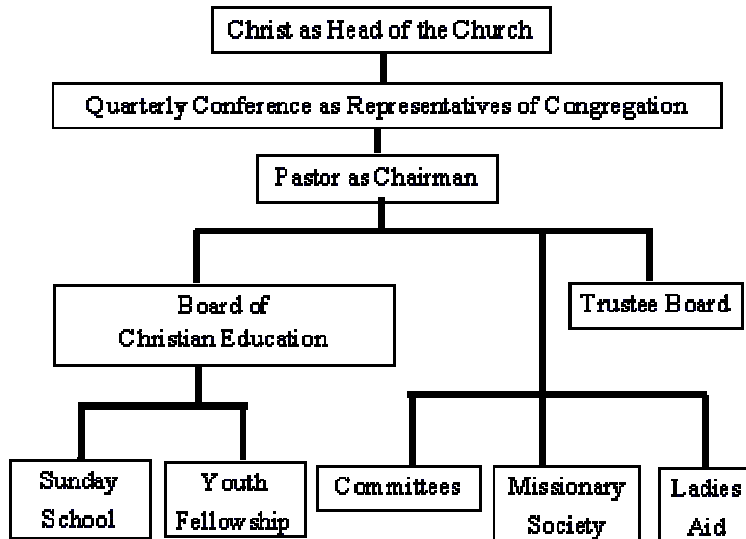 Christ as Head of the Church
Quarterly Conference as Representatives of Congregation
Pastor as Chairman
Board of
Christian Education
Trustee Board
Sunday
School
Youth
Fellowship
Committees
Missionary
Society
Ladies
Aid